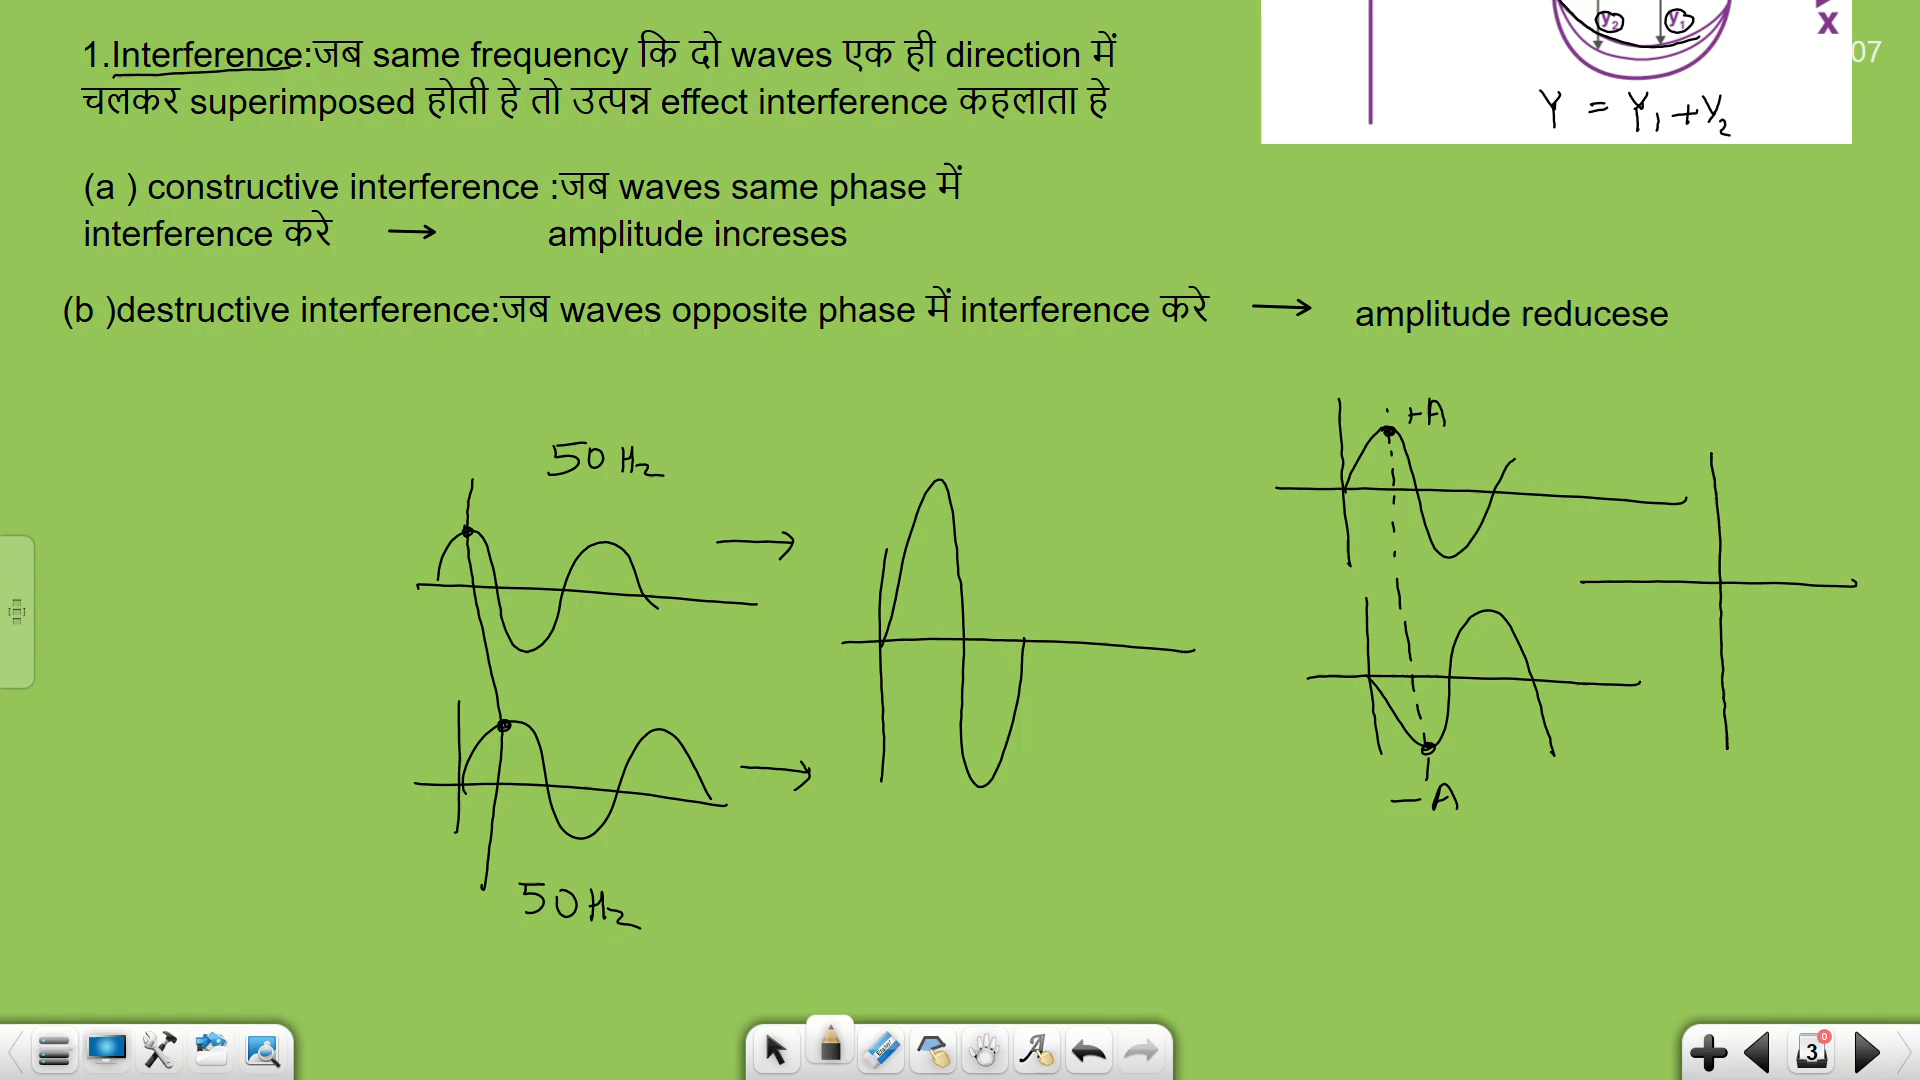 1.Interference:जब same frequency कि दो waves एक ही direction में
चलकर superimposed होती हे तो उत्पन्न effect interference कहलाता हे
(a ) constructive interference :जब waves same phase में
interference करे → amplitude increses
(b )destructive interference:जब waves opposite phase में interference करे → amplitude reducese
y₂ y₁
x
07
Y = Y₁ + Y₂
50 Hz
50 Hz
+A
-A
Eraser
3
0